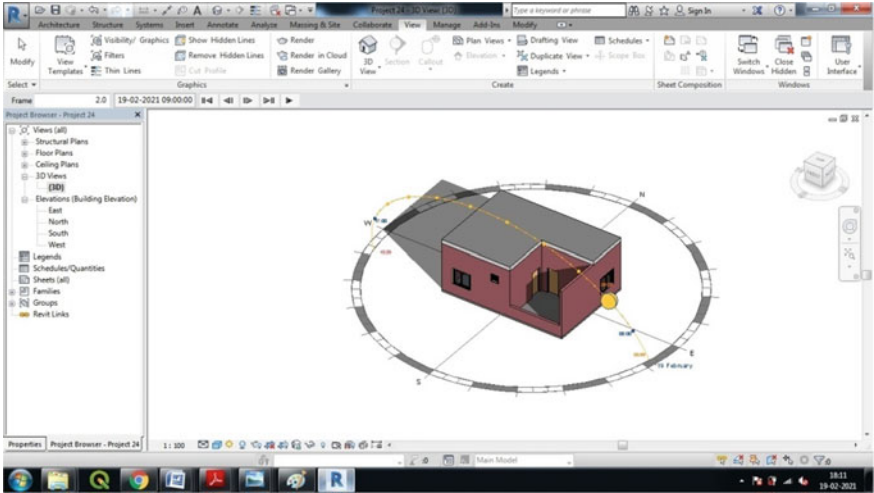 Project 24 - 3D View: {3D}
Type a keyword or phrase
Sign In
Architecture Structure Systems Insert Annotate Analyze Massing & Site Collaborate View Manage Add-Ins Modify
Modify
View Templates
Visibility/ Graphics
Filters
Thin Lines
Show Hidden Lines
Remove Hidden Lines
Cut Profile
Render
Render in Cloud
Render Gallery
3D View
Section
Callout
Plan Views
Elevation
Drafting View
Duplicate View
Legends
Schedules
Scope Box
Switch Windows
Close Hidden
User Interface
Select Graphics Create Sheet Composition Windows
Frame 2.0 19-02-2021 09:00:00
Project Browser - Project 24
Views (all)
Structural Plans
Floor Plans
Ceiling Plans
3D Views
{3D}
Elevations (Building Elevation)
East
North
South
West
Legends
Schedules/Quantities
Sheets (all)
Families
Groups
Revit Links
N
W
E
S
19 February
Properties Project Browser - Project 24
1 : 100
:0 Main Model
:0
18:11
19-02-2021